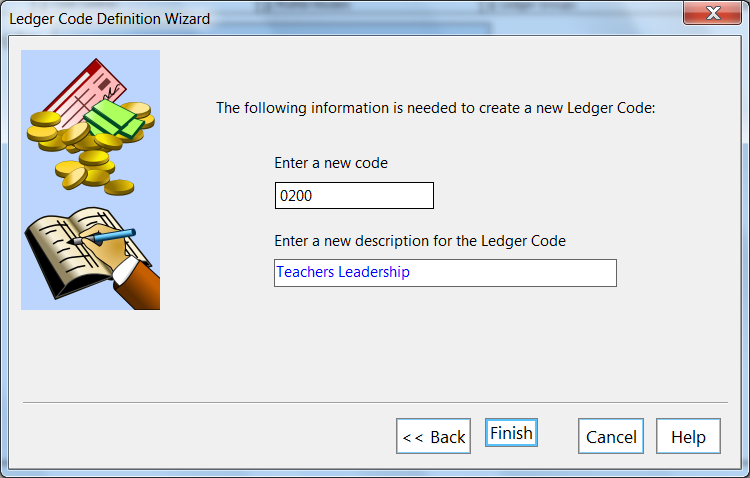 Ledger Code Definition Wizard
The following information is needed to create a new Ledger Code:
Enter a new code
0200
Enter a new description for the Ledger Code
Teachers Leadership
<< Back
Finish
Cancel
Help